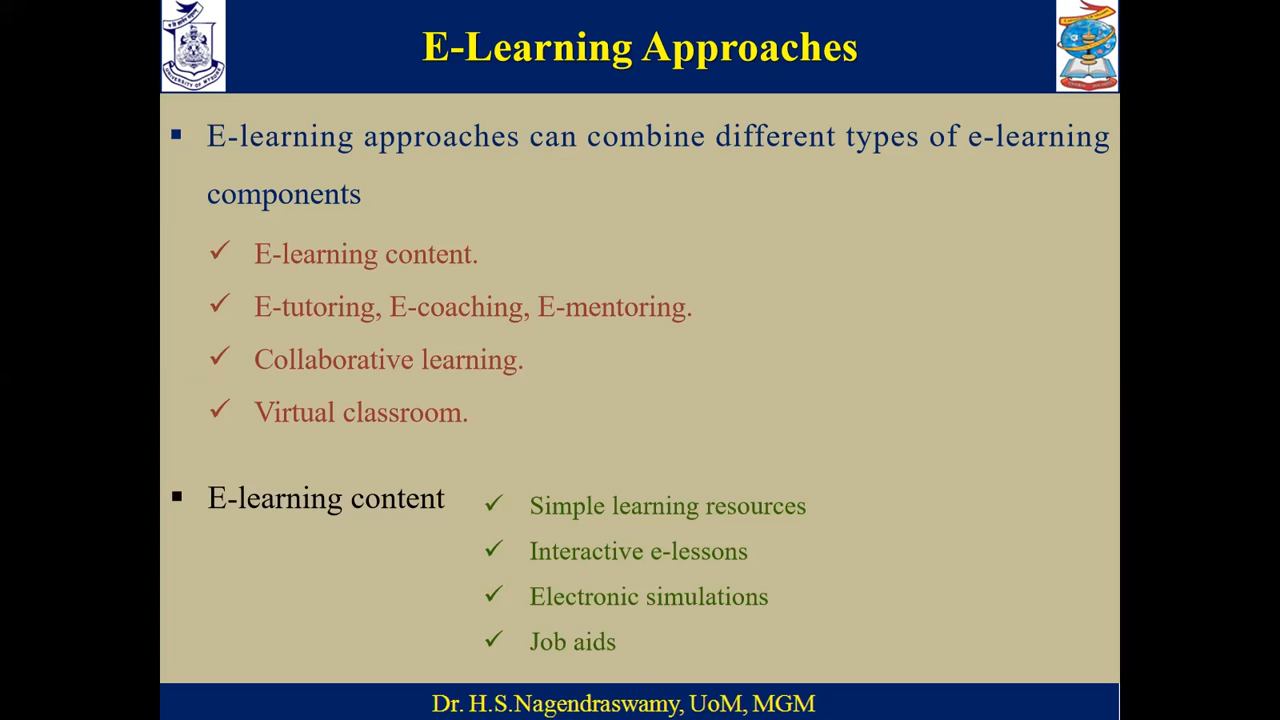 E-Learning Approaches
E-learning approaches can combine different types of e-learning
components
E-learning content.
E-tutoring, E-coaching, E-mentoring.
Collaborative learning.
Virtual classroom.
E-learning content
Simple learning resources
Interactive e-lessons
Electronic simulations
Job aids
Dr. H.S.Nagendraswamy, UoM, MGM